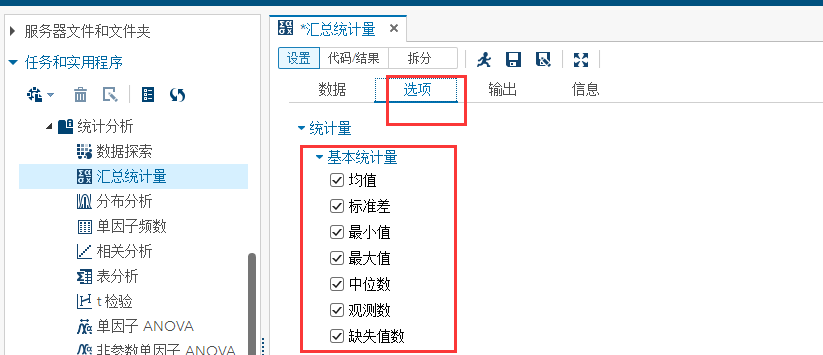 服务器文件和文件夹
任务和实用程序
统计分析
数据探索
汇总统计量
分布分析
单因子频数
相关分析
表分析
t 检验
单因子 ANOVA
非参数单因子 ANOVA
*汇总统计量
设置 代码/结果 拆分
数据 选项 输出 信息
统计量
基本统计量
均值
标准差
最小值
最大值
中位数
观测数
缺失值数